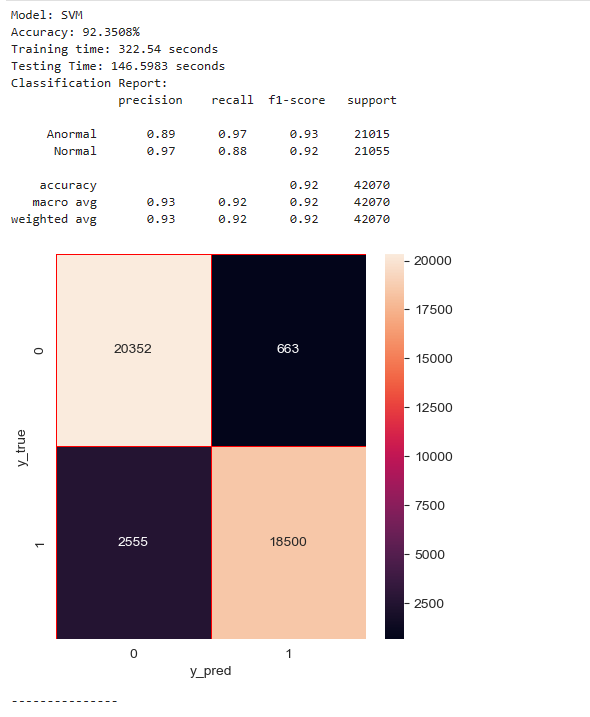 Model: SVM
Accuracy: 92.3508%
Training time: 322.54 seconds
Testing Time: 146.5983 seconds
Classification Report:
precision recall f1-score support
Anormal 0.89 0.97 0.93 21015
Normal 0.97 0.88 0.92 21055
accuracy 0.92 42070
macro avg 0.93 0.92 0.92 42070
weighted avg 0.93 0.92 0.92 42070
20000
17500
15000
12500
10000
7500
5000
2500
0
20352 663
y_true
1
2555 18500
0 1
y_pred
---------------